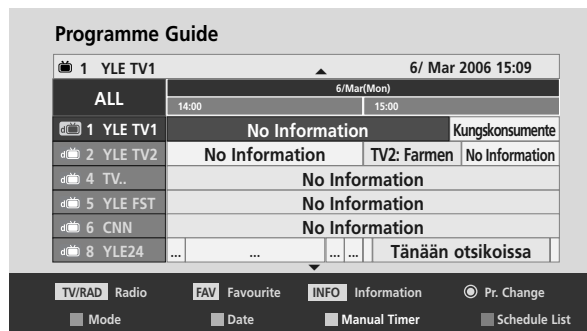 Programme Guide
1 YLE TV1 6/ Mar 2006 15:09
ALL 6/Mar(Mon)
14:00 15:00
d 1 YLE TV1 No Information Kungskonsumente
d 2 YLE TV2 No Information TV2: Farmen No Information
d 4 TV.. No Information
d 5 YLE FST No Information
d 6 CNN No Information
d 8 YLE24 ... ... ... ... Tänään otsikoissa
TV/RAD Radio FAV Favourite INFO Information Pr. Change
Mode Date Manual Timer Schedule List